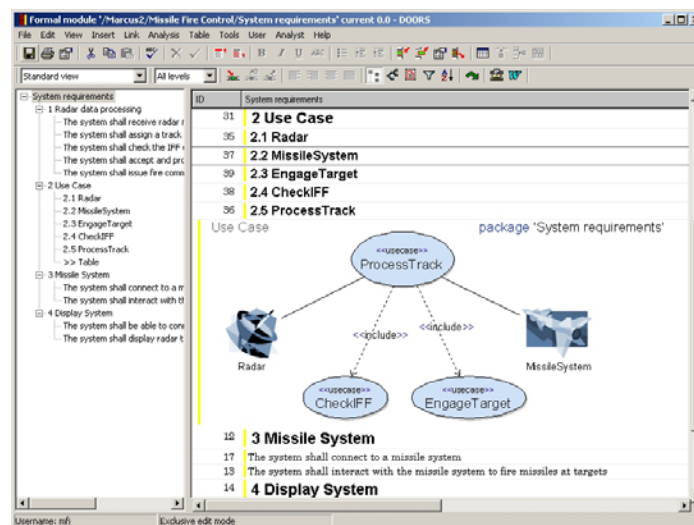 Formal module '/Marcus2/Missile Fire Control/System requirements' current 0.0 - DOORS
File Edit View Insert Link Analysis Table Tools User Analyst Help
Standard view All levels
System requirements
1 Radar data processing
The system shall receive radar r
The system shall assign a track
The system shall check the IFF
The system shall accept and prc
The system shall issue fire comn
2 Use Case
2.1 Radar
2.2 MissileSystem
2.3 EngageTarget
2.4 CheckIFF
2.5 ProcessTrack
>> Table
3 Missile System
The system shall connect to a m
The system shall interact with th
4 Display System
The system shall be able to con
The system shall display radar t
ID System requirements
31 2 Use Case
35 2.1 Radar
37 2.2 MissileSystem
39 2.3 EngageTarget
38 2.4 CheckIFF
36 2.5 ProcessTrack
Use Case package 'System requirements'
<<usecase>>
ProcessTrack
<<include>> <<include>>
Radar MissileSystem
<<usecase>> <<usecase>>
CheckIFF EngageTarget
12 3 Missile System
17 The system shall connect to a missile system
13 The system shall interact with the missile system to fire missiles at targets
14 4 Display System
Username: mfi Exclusive edit mode